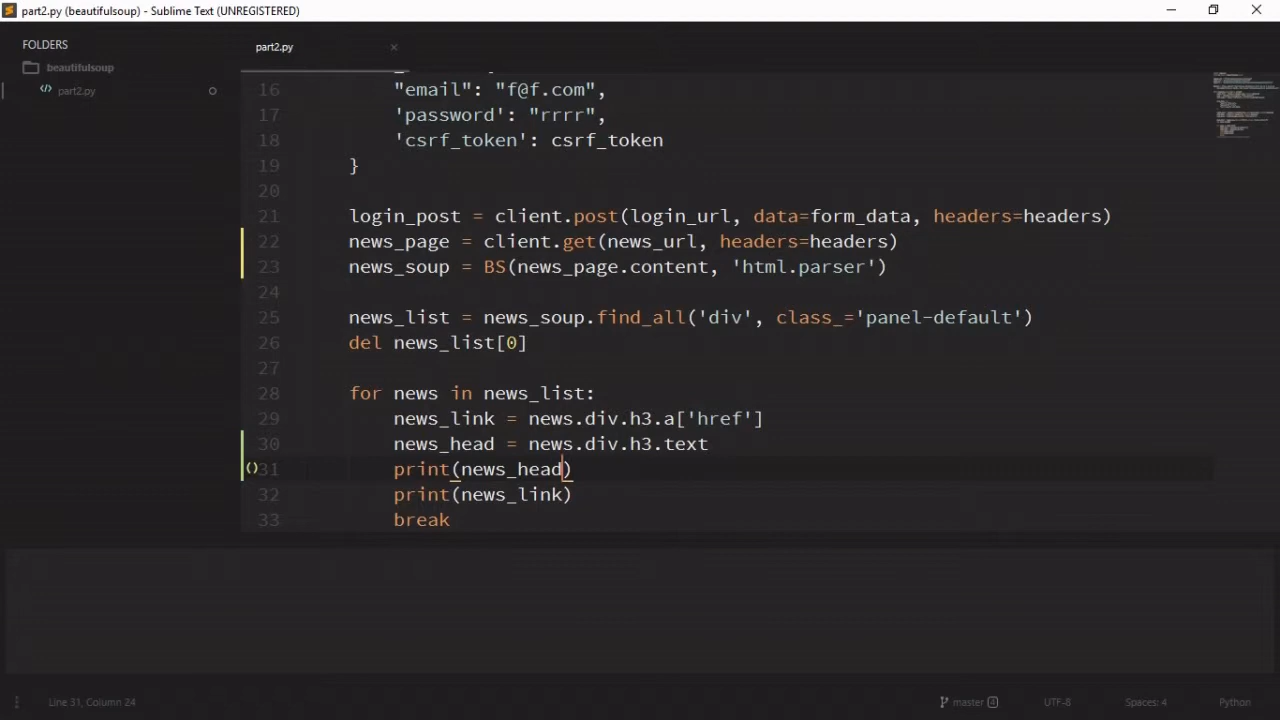 part2.py (beautifulsoup) - Sublime Text (UNREGISTERED)
FOLDERS
beautifulsoup
part2.py
part2.py
16 "email": "f@f.com",
17 'password': "rrrr",
18 'csrf_token': csrf_token
19 }
20
21 login_post = client.post(login_url, data=form_data, headers=headers)
22 news_page = client.get(news_url, headers=headers)
23 news_soup = BS(news_page.content, 'html.parser')
24
25 news_list = news_soup.find_all('div', class_='panel-default')
26 del news_list[0]
27
28 for news in news_list:
29 news_link = news.div.h3.a['href']
30 news_head = news.div.h3.text
31 print(news_head)
32 print(news_link)
33 break
Line 31, Column 24
master 4
UTF-8
Spaces: 4
Python